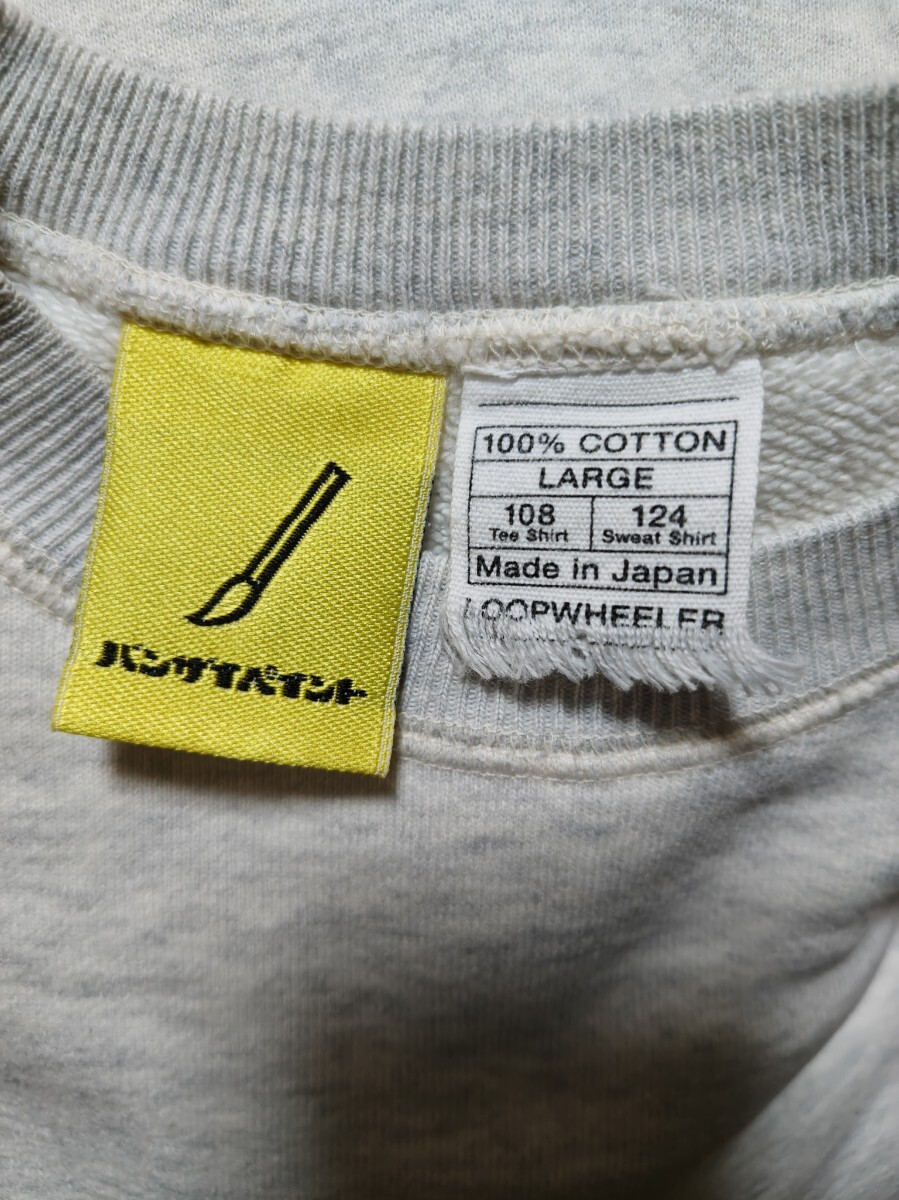 バンザイペイント
100% COTTON
LARGE
108 124
Tee Shirt Sweat Shirt
Made in Japan
LOOPWHEELER